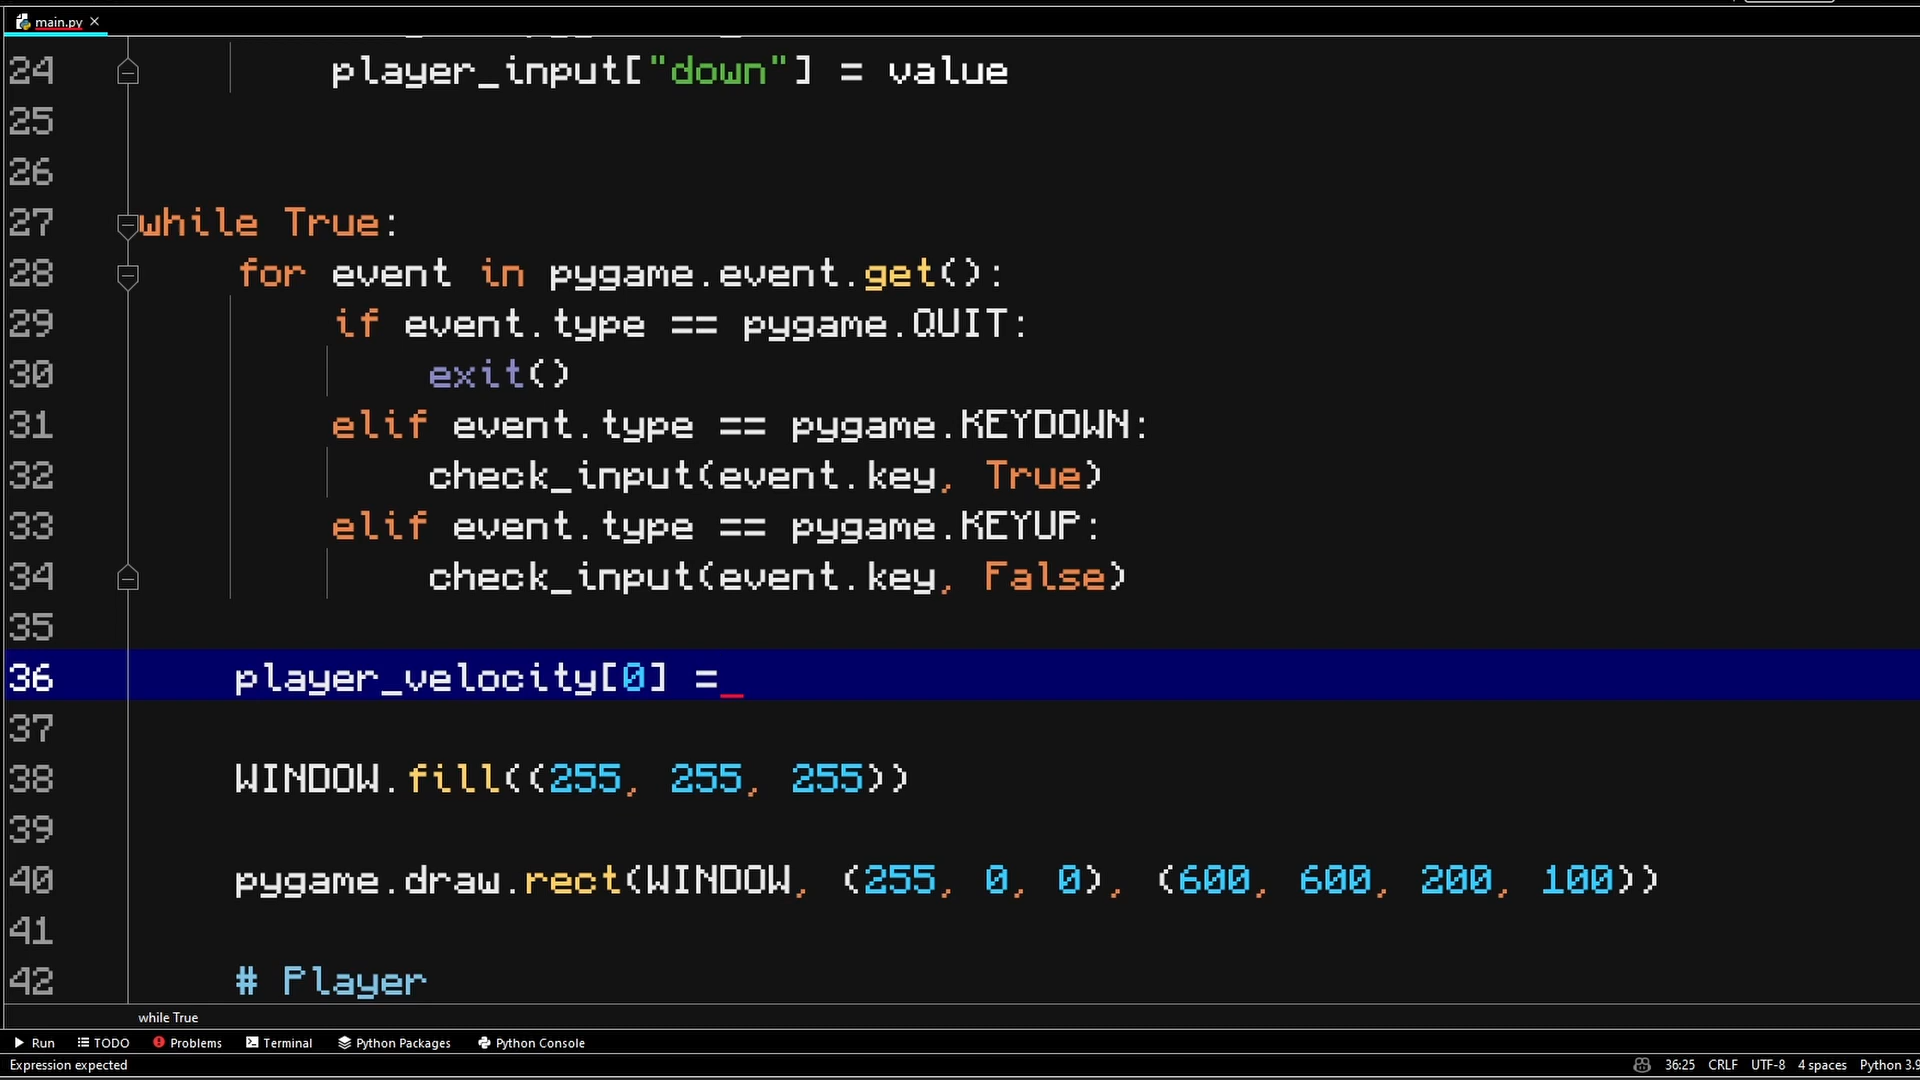 main.py
24 player_input["down"] = value
25
26
27 while True:
28 for event in pygame.event.get():
29 if event.type == pygame.QUIT:
30 exit()
31 elif event.type == pygame.KEYDOWN:
32 check_input(event.key, True)
33 elif event.type == pygame.KEYUP:
34 check_input(event.key, False)
35
36 player_velocity[0] =
37
38 WINDOW.fill((255, 255, 255))
39
40 pygame.draw.rect(WINDOW, (255, 0, 0), (600, 600, 200, 100))
41
42 # Player
while True
Run TODO Problems Terminal Python Packages Python Console
Expression expected 36:25 CRLF UTF-8 4 spaces Python 3.9